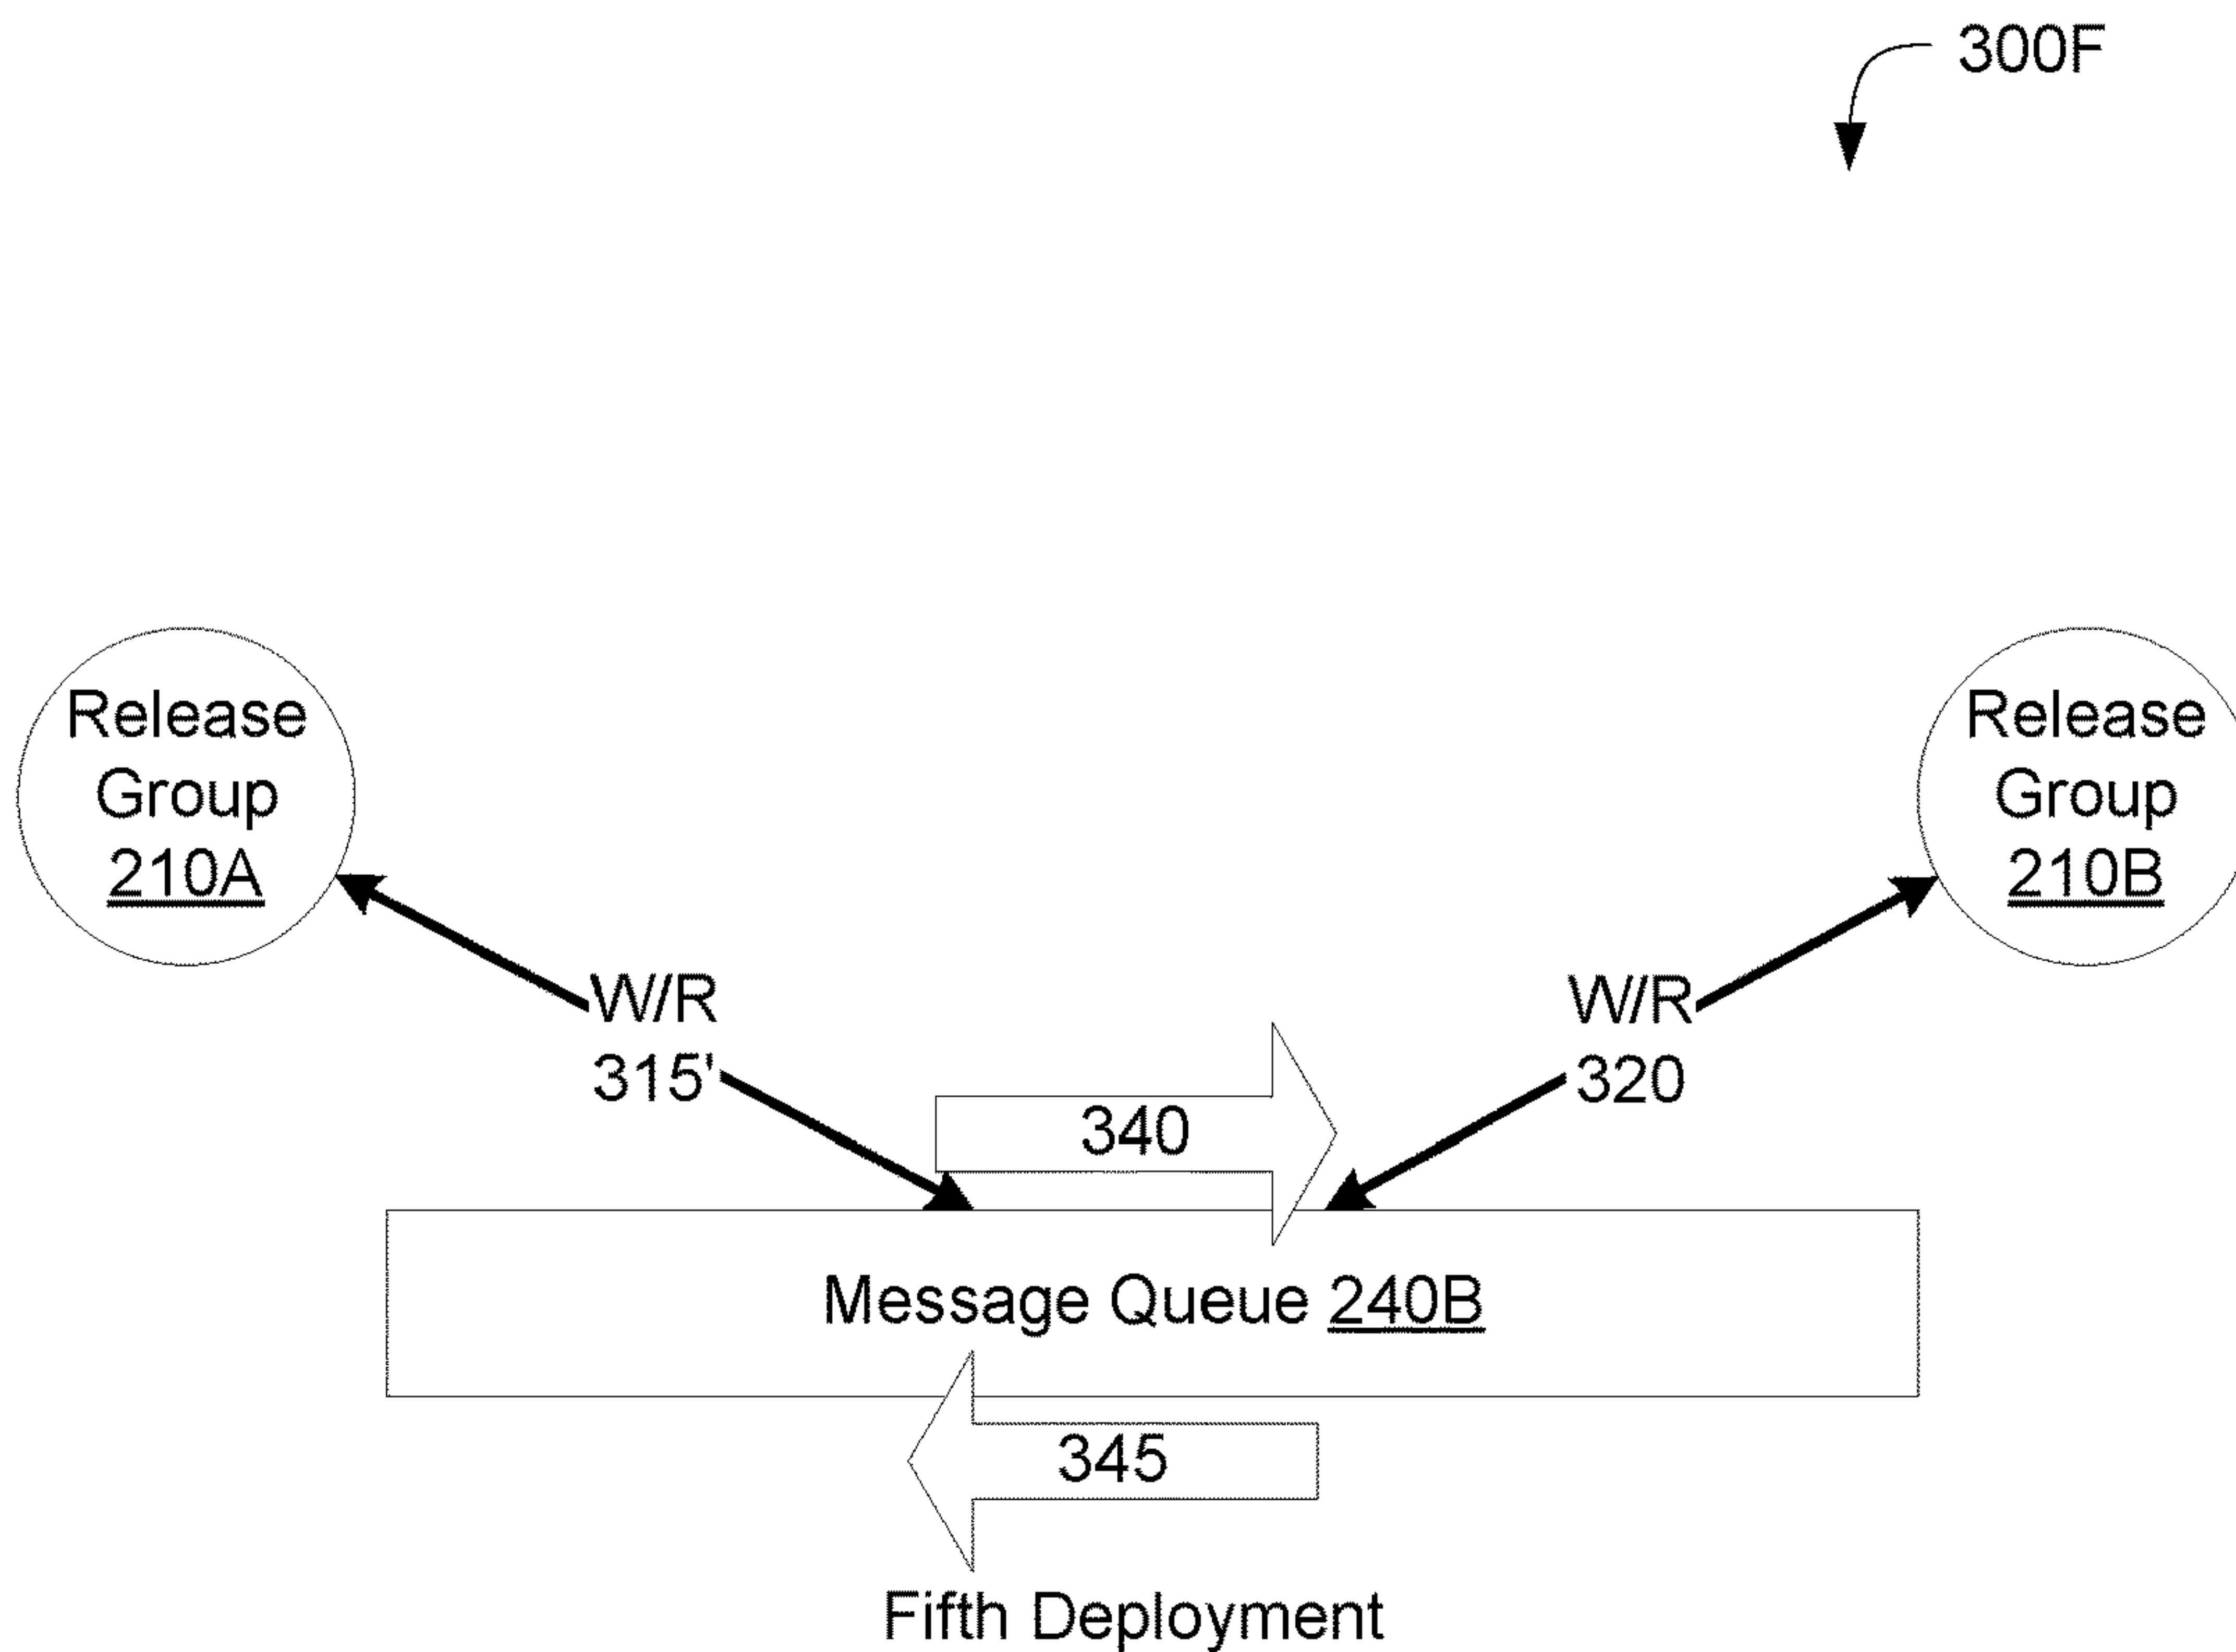 300F
Release
Group
210A
Release
Group
210B
W/R
315'
W/R
320
340
Message Queue 240B
345
Fifth Deployment